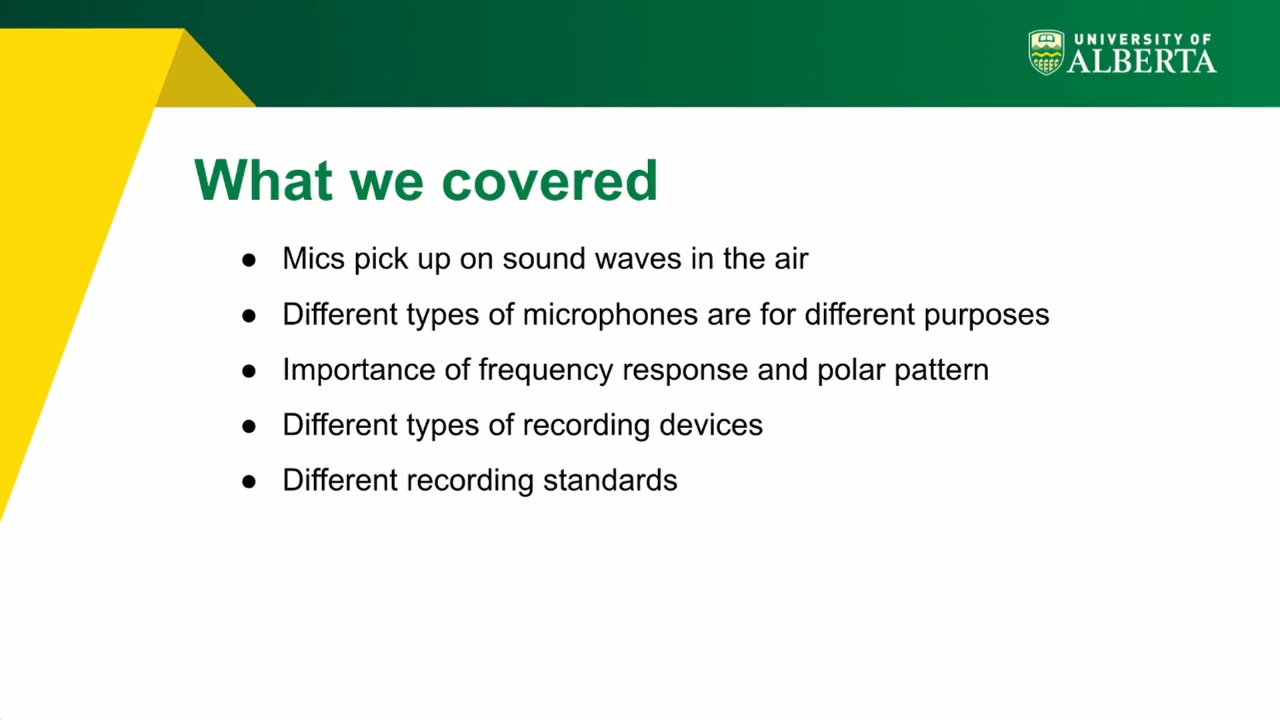 UNIVERSITY OF
ALBERTA
What we covered
● Mics pick up on sound waves in the air
● Different types of microphones are for different purposes
● Importance of frequency response and polar pattern
● Different types of recording devices
● Different recording standards